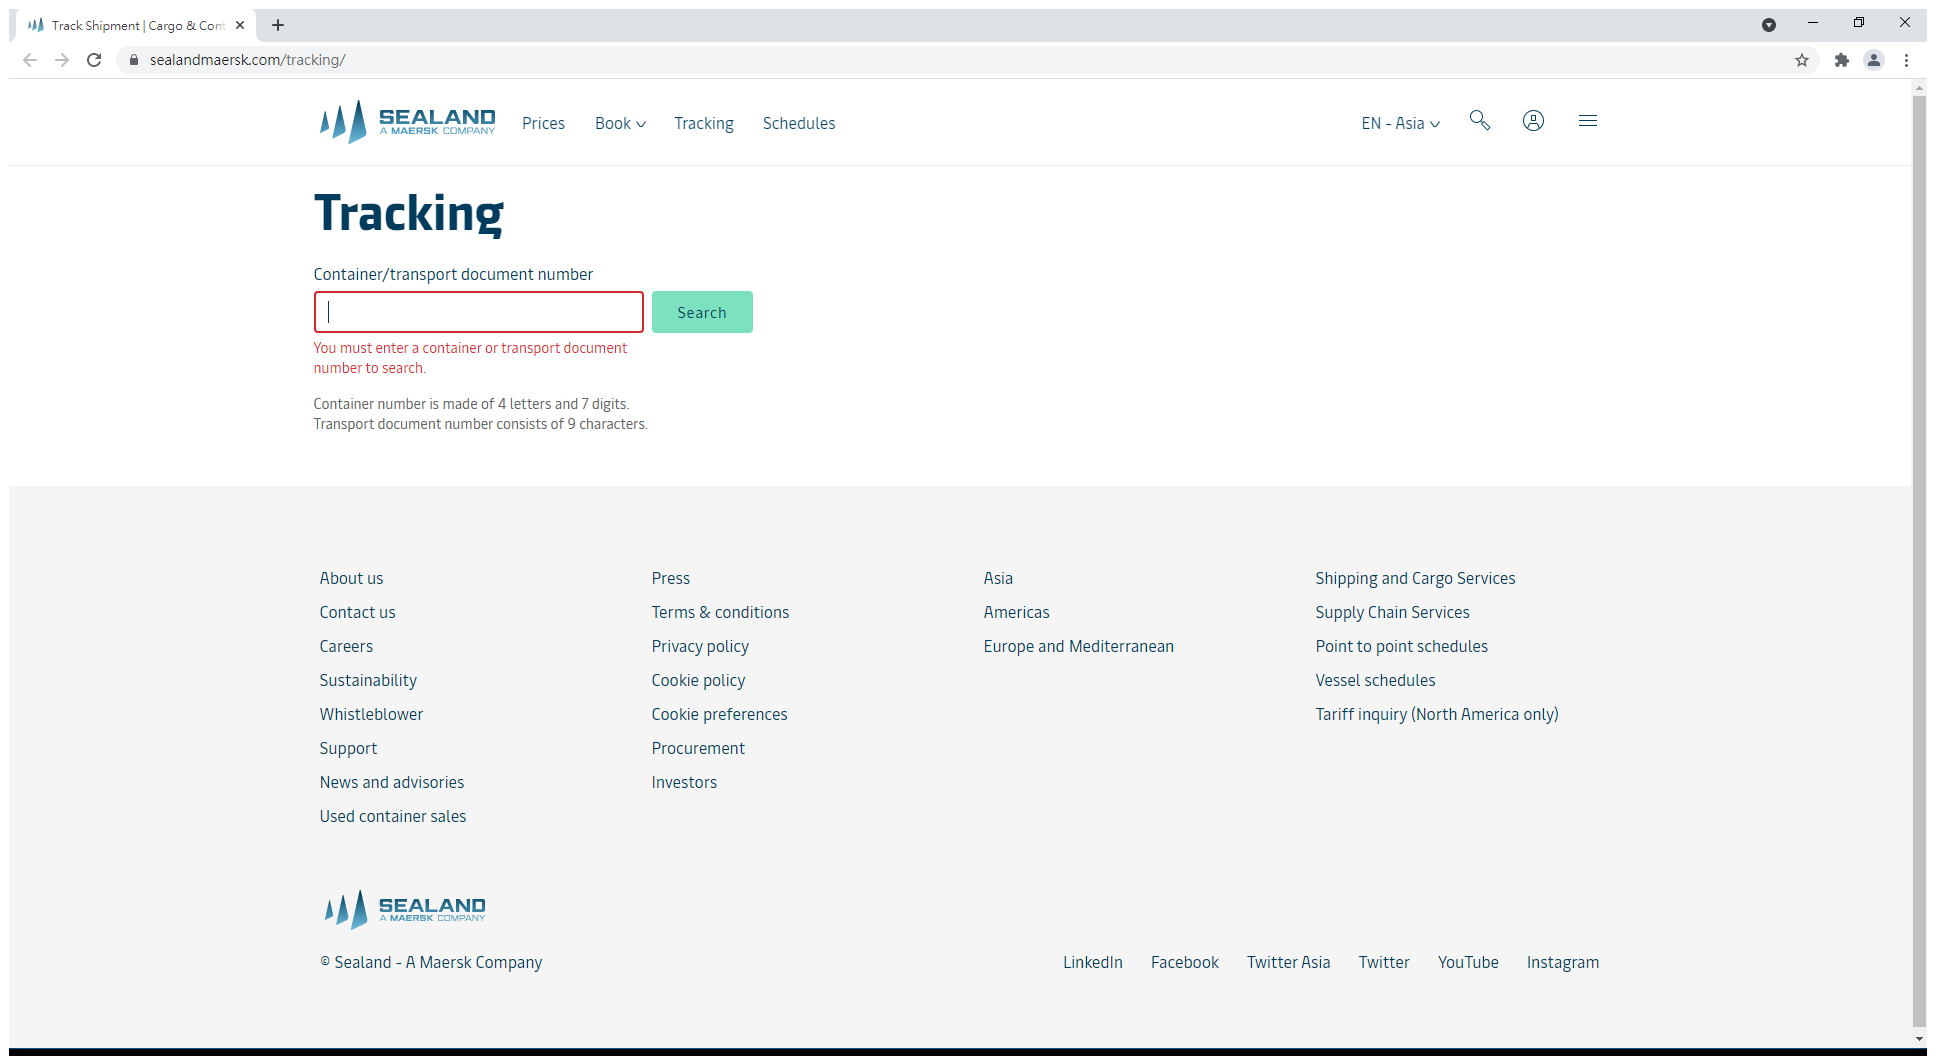 Track Shipment | Cargo & Cont
sealandmaersk.com/tracking/
SEALAND
A MAERSK COMPANY
Prices
Book
Tracking
Schedules
EN - Asia
Tracking
Container/transport document number
Search
You must enter a container or transport document
number to search.
Container number is made of 4 letters and 7 digits.
Transport document number consists of 9 characters.
About us
Contact us
Careers
Sustainability
Whistleblower
Support
News and advisories
Used container sales
Press
Terms & conditions
Privacy policy
Cookie policy
Cookie preferences
Procurement
Investors
Asia
Americas
Europe and Mediterranean
Shipping and Cargo Services
Supply Chain Services
Point to point schedules
Vessel schedules
Tariff inquiry (North America only)
SEALAND
A MAERSK COMPANY
© Sealand - A Maersk Company
LinkedIn
Facebook
Twitter Asia
Twitter
YouTube
Instagram